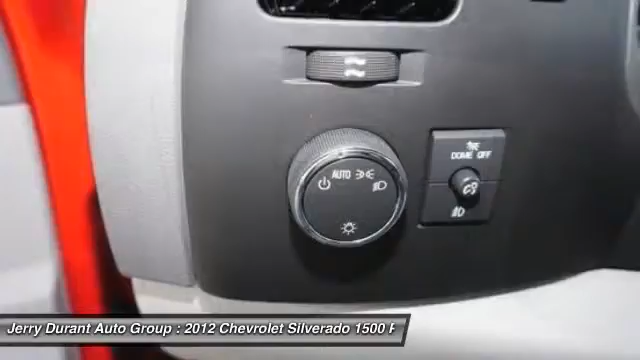 DOME OFF
AUTO
Jerry Durant Auto Group : 2012 Chevrolet Silverado 1500 F